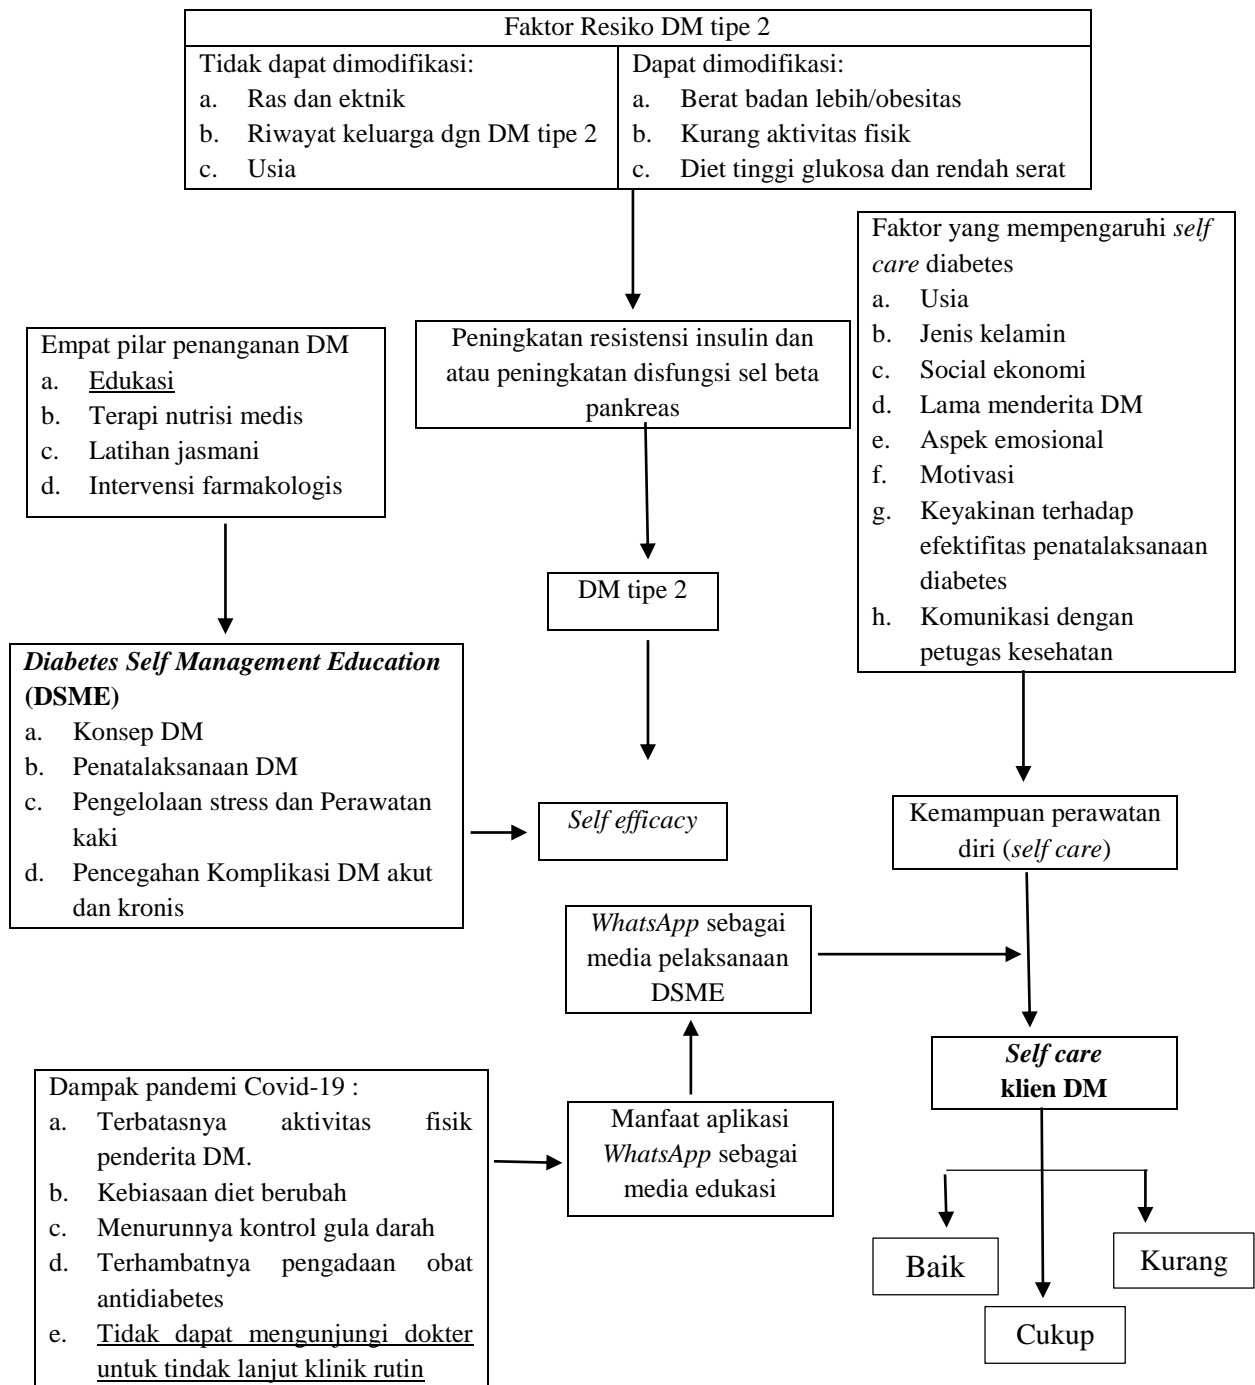 Faktor Resiko DM tipe 2
Tidak dapat dimodifikasi:
a. Ras dan ektnik
b. Riwayat keluarga dgn DM tipe 2
c. Usia
Dapat dimodifikasi:
a. Berat badan lebih/obesitas
b. Kurang aktivitas fisik
c. Diet tinggi glukosa dan rendah serat
Faktor yang mempengaruhi self
care diabetes
a. Usia
b. Jenis kelamin
c. Social ekonomi
d. Lama menderita DM
e. Aspek emosional
f. Motivasi
g. Keyakinan terhadap
efektifitas penatalaksanaan
diabetes
h. Komunikasi dengan
petugas kesehatan
Peningkatan resistensi insulin dan
atau peningkatan disfungsi sel beta
pankreas
Empat pilar penanganan DM
a. Edukasi
b. Terapi nutrisi medis
c. Latihan jasmani
d. Intervensi farmakologis
DM tipe 2
Diabetes Self Management Education
(DSME)
a. Konsep DM
b. Penatalaksanaan DM
c. Pengelolaan stress dan Perawatan
kaki
d. Pencegahan Komplikasi DM akut
dan kronis
Self efficacy
Kemampuan perawatan
diri (self care)
WhatsApp sebagai
media pelaksanaan
DSME
Self care
klien DM
Dampak pandemi Covid-19 :
a. Terbatasnya aktivitas fisik
penderita DM.
b. Kebiasaan diet berubah
c. Menurunnya kontrol gula darah
d. Terhambatnya pengadaan obat
antidiabetes
e. Tidak dapat mengunjungi dokter
untuk tindak lanjut klinik rutin
Manfaat aplikasi
WhatsApp sebagai
media edukasi
Baik
Kurang
Cukup